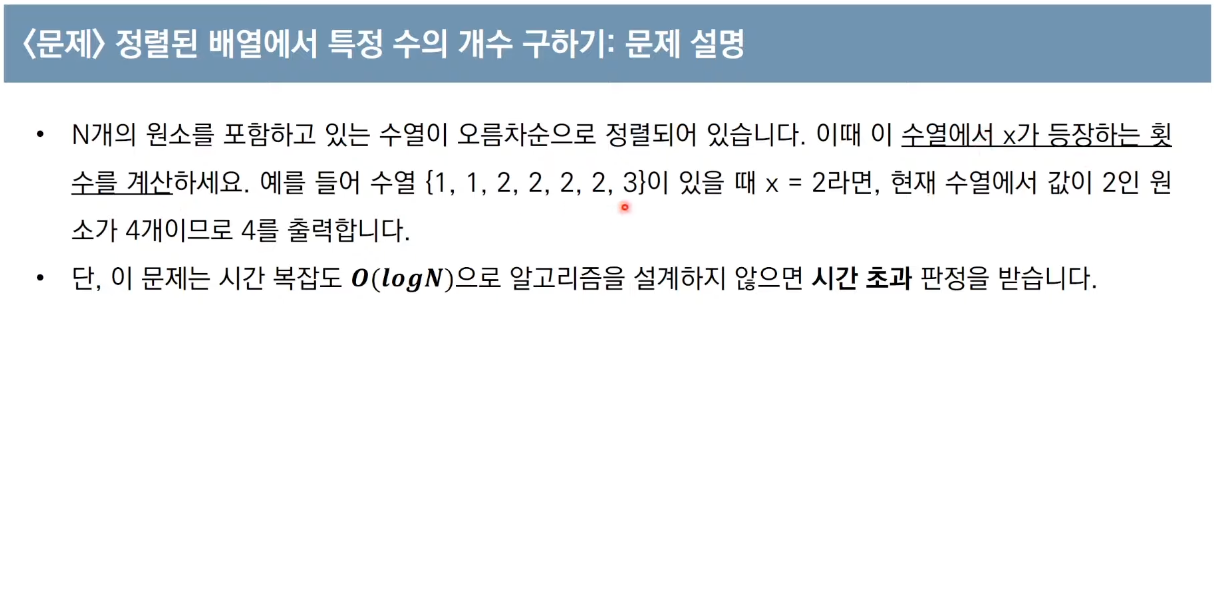 〈문제〉 정렬된 배열에서 특정 수의 개수 구하기: 문제 설명
• N개의 원소를 포함하고 있는 수열이 오름차순으로 정렬되어 있습니다. 이때 이 수열에서 x가 등장하는 횟
수를 계산하세요. 예를 들어 수열 {1, 1, 2, 2, 2, 2, 3}이 있을 때 x = 2라면, 현재 수열에서 값이 2인 원
소가 4개이므로 4를 출력합니다.
• 단, 이 문제는 시간 복잡도 O(logN)으로 알고리즘을 설계하지 않으면 시간 초과 판정을 받습니다.